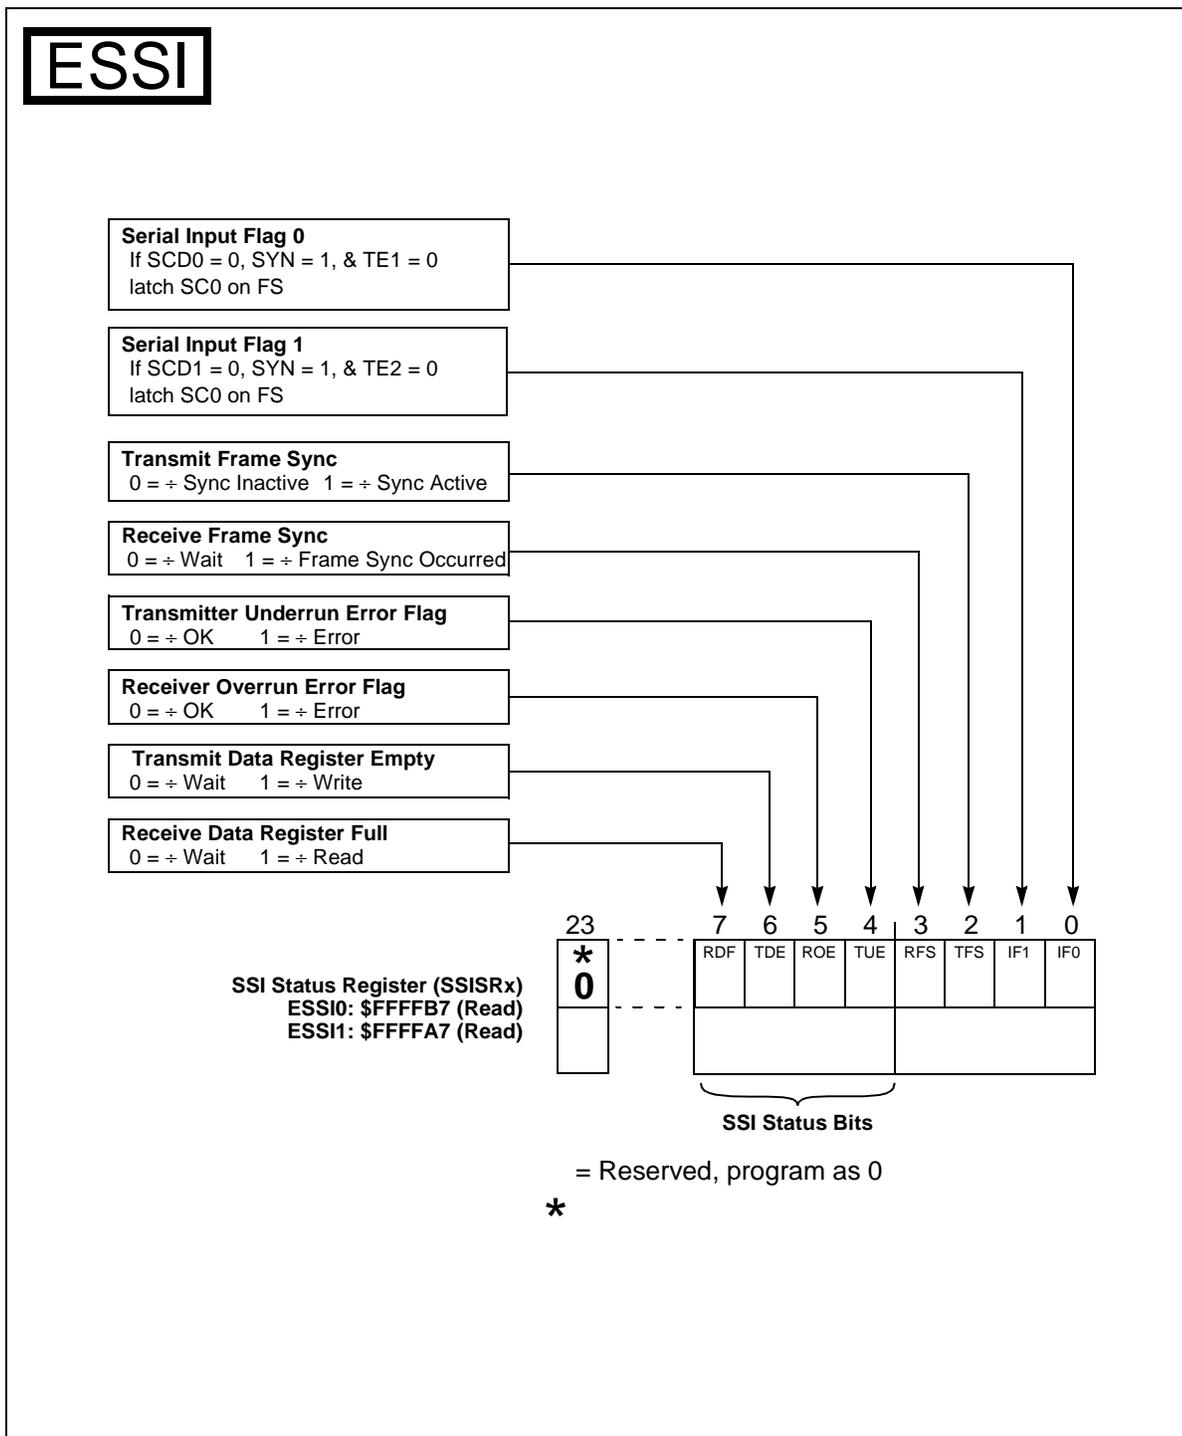 ESSI
Serial Input Flag 0
If SCD0 = 0, SYN = 1, & TE1 = 0
latch SC0 on FS
Serial Input Flag 1
If SCD1 = 0, SYN = 1, & TE2 = 0
latch SC0 on FS
Transmit Frame Sync
0 = ÷ Sync Inactive 1 = ÷ Sync Active
Receive Frame Sync
0 = ÷ Wait 1 = ÷ Frame Sync Occurred
Transmitter Underrun Error Flag
0 = ÷ OK 1 = ÷ Error
Receiver Overrun Error Flag
0 = ÷ OK 1 = ÷ Error
Transmit Data Register Empty
0 = ÷ Wait 1 = ÷ Write
Receive Data Register Full
0 = ÷ Wait 1 = ÷ Read
23 7 6 5 4 3 2 1 0
* RDF TDE ROE TUE RFS TFS IF1 IF0
0
SSI Status Register (SSISRx)
ESSI0: $FFFFB7 (Read)
ESSI1: $FFFFA7 (Read)
SSI Status Bits
= Reserved, program as 0
*